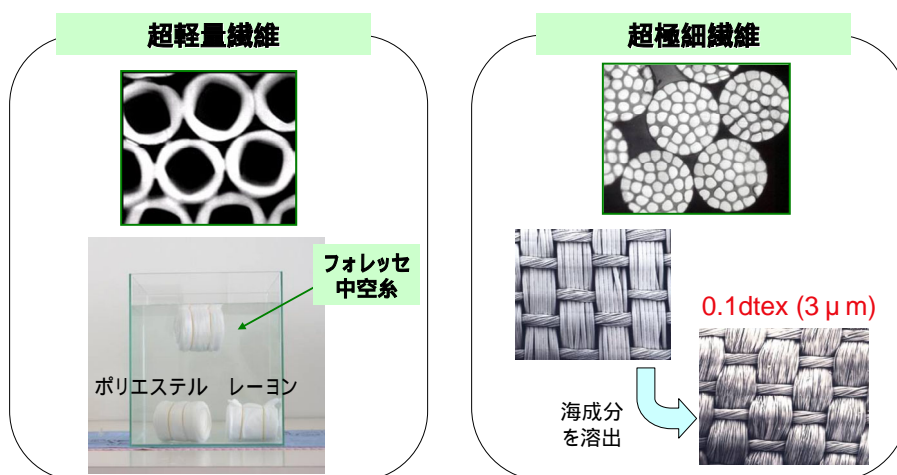 超軽量繊維
フォレッセ
中空糸
ポリエステル レーヨン
超極細繊維
0.1dtex (3μm)
海成分
を溶出